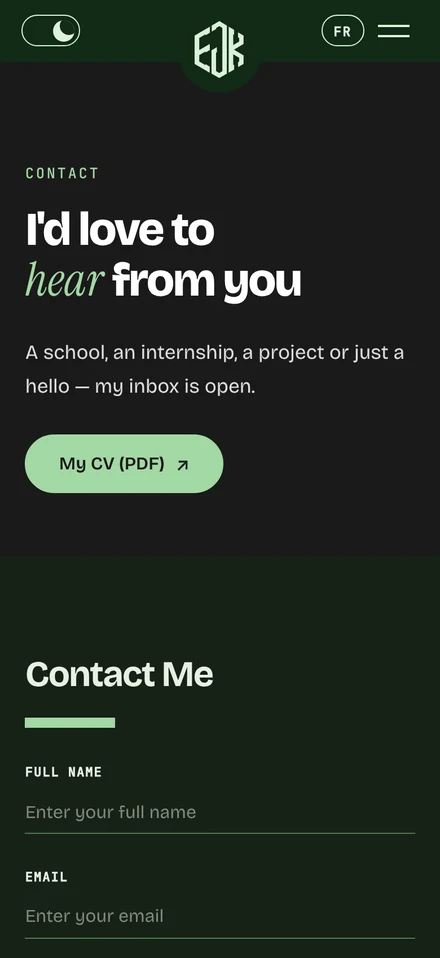 EJK
FR
CONTACT
I'd love to
hear from you
A school, an internship, a project or just a
hello — my inbox is open.
My CV (PDF) ↗
Contact Me
FULL NAME
Enter your full name
EMAIL
Enter your email